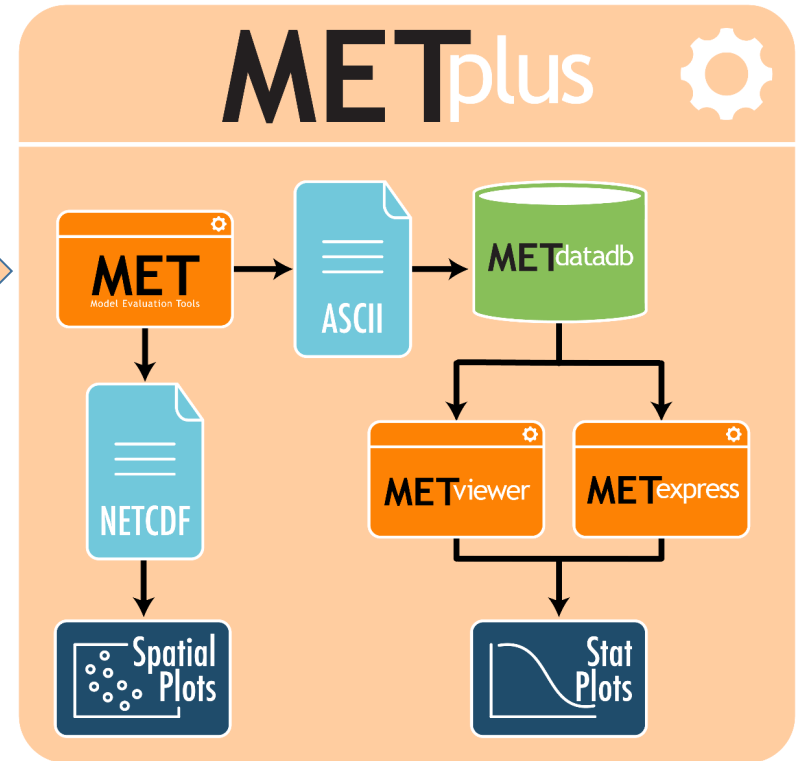 METplus
MET
Model Evaluation Tools
ASCII
METdatadb
NETCDF
METviewer
METexpress
Spatial
Plots
Stat
Plots